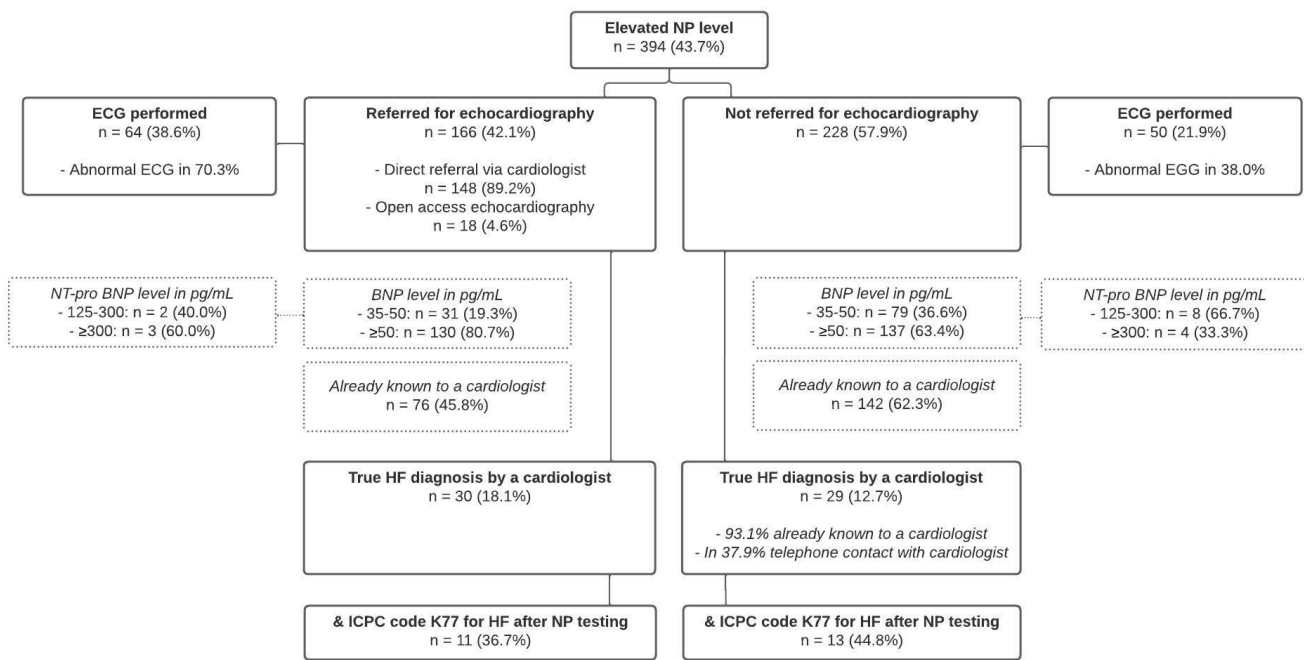 Elevated NP level
n = 394 (43.7%)
ECG performed
n = 64 (38.6%)
- Abnormal ECG in 70.3%
Referred for echocardiography
n = 166 (42.1%)
- Direct referral via cardiologist
n = 148 (89.2%)
- Open access echocardiography
n = 18 (4.6%)
Not referred for echocardiography
n = 228 (57.9%)
ECG performed
n = 50 (21.9%)
- Abnormal EGG in 38.0%
NT-pro BNP level in pg/mL
- 125-300: n = 2 (40.0%)
- ≥300: n = 3 (60.0%)
BNP level in pg/mL
- 35-50: n = 31 (19.3%)
- ≥50: n = 130 (80.7%)
BNP level in pg/mL
- 35-50: n = 79 (36.6%)
- ≥50: n = 137 (63.4%)
NT-pro BNP level in pg/mL
- 125-300: n = 8 (66.7%)
- ≥300: n = 4 (33.3%)
Already known to a cardiologist
n = 76 (45.8%)
Already known to a cardiologist
n = 142 (62.3%)
True HF diagnosis by a cardiologist
n = 30 (18.1%)
True HF diagnosis by a cardiologist
n = 29 (12.7%)
- 93.1% already known to a cardiologist
- In 37.9% telephone contact with cardiologist
& ICPC code K77 for HF after NP testing
n = 11 (36.7%)
& ICPC code K77 for HF after NP testing
n = 13 (44.8%)